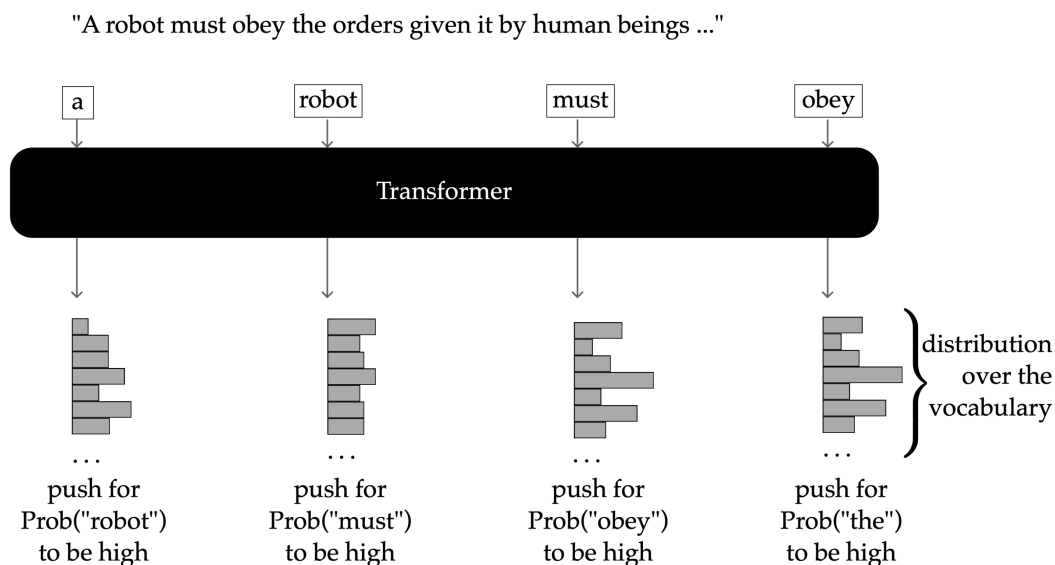 "A robot must obey the orders given it by human beings ..."
a
robot
must
obey
Transformer
distribution
over the
vocabulary
...
...
...
...
push for
Prob("robot")
to be high
push for
Prob("must")
to be high
push for
Prob("obey")
to be high
push for
Prob("the")
to be high